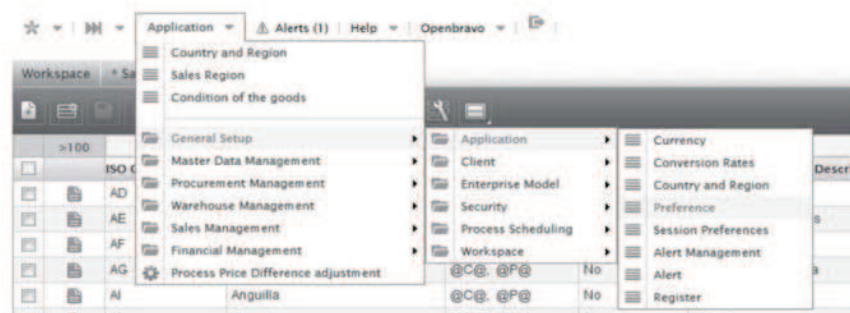 Application Alerts (1) Help Openbravo
Country and Region
Sales Region
Condition of the goods
General Setup
Master Data Management
Procurement Management
Warehouse Management
Sales Management
Financial Management
Process Price Difference adjustment
Application
Client
Enterprise Model
Security
Process Scheduling
Workspace
Currency
Conversion Rates
Country and Region
Preference
Session Preferences
Alert Management
Alert
Register
Workspace * Sa
>100
ISO C Descr
AD
AE s
AF
AG @C@, @P@ No a
AI Anguilla @C@, @P@ No